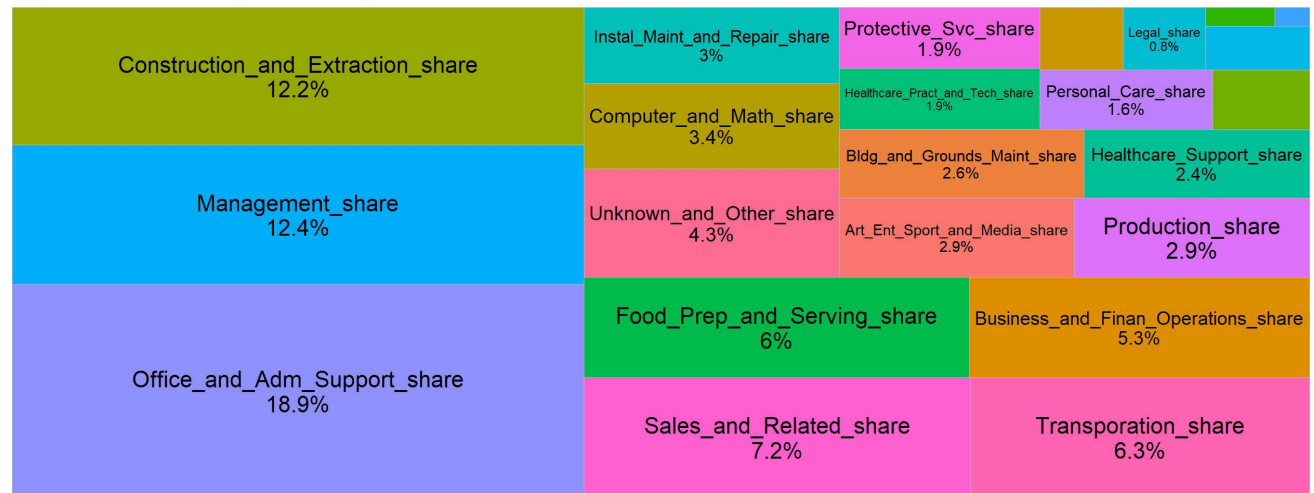 Construction_and_Extraction_share
12.2%
Management_share
12.4%
Office_and_Adm_Support_share
18.9%
Instal_Maint_and_Repair_share
3%
Computer_and_Math_share
3.4%
Unknown_and_Other_share
4.3%
Protective_Svc_share
1.9%
Legal_share
0.8%
Healthcare_Pract_and_Tech_share
1.9%
Personal_Care_share
1.6%
Bldg_and_Grounds_Maint_share
2.6%
Healthcare_Support_share
2.4%
Art_Ent_Sport_and_Media_share
2.9%
Production_share
2.9%
Food_Prep_and_Serving_share
6%
Business_and_Finan_Operations_share
5.3%
Sales_and_Related_share
7.2%
Transporation_share
6.3%